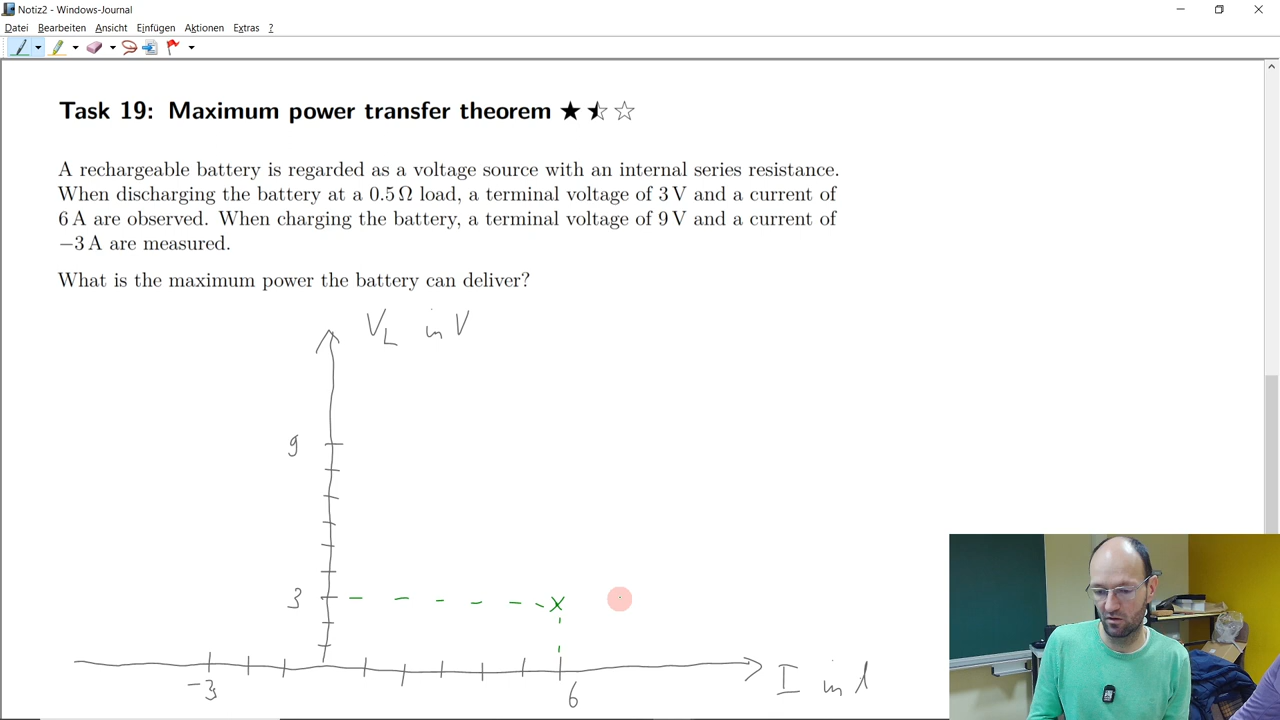 Notiz2 - Windows-Journal
Datei Bearbeiten Ansicht Einfügen Aktionen Extras ?
Task 19: Maximum power transfer theorem ★
A rechargeable battery is regarded as a voltage source with an internal series resistance.
When discharging the battery at a 0.5 Ω load, a terminal voltage of 3 V and a current of
6 A are observed. When charging the battery, a terminal voltage of 9 V and a current of
−3 A are measured.
What is the maximum power the battery can deliver?
V_L in V
9
3
-3
6
I in A